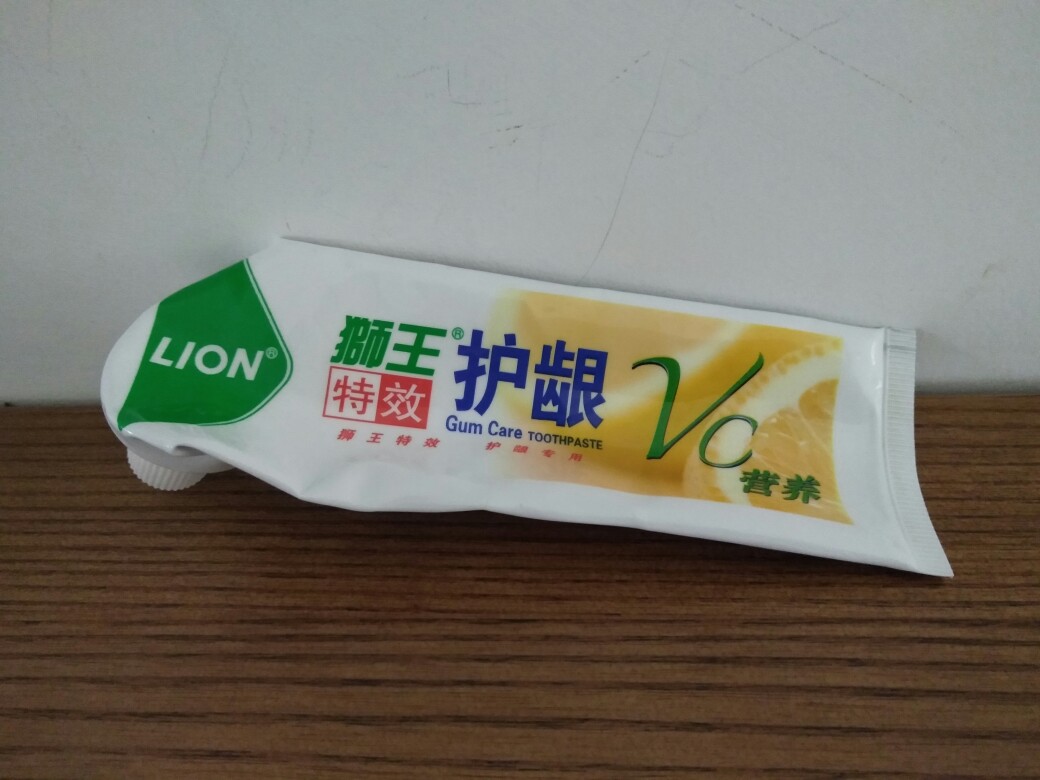 LION®
獅王®
特效
护龈
Gum Care TOOTHPASTE
狮王特效 护龈专用
Vc
营养